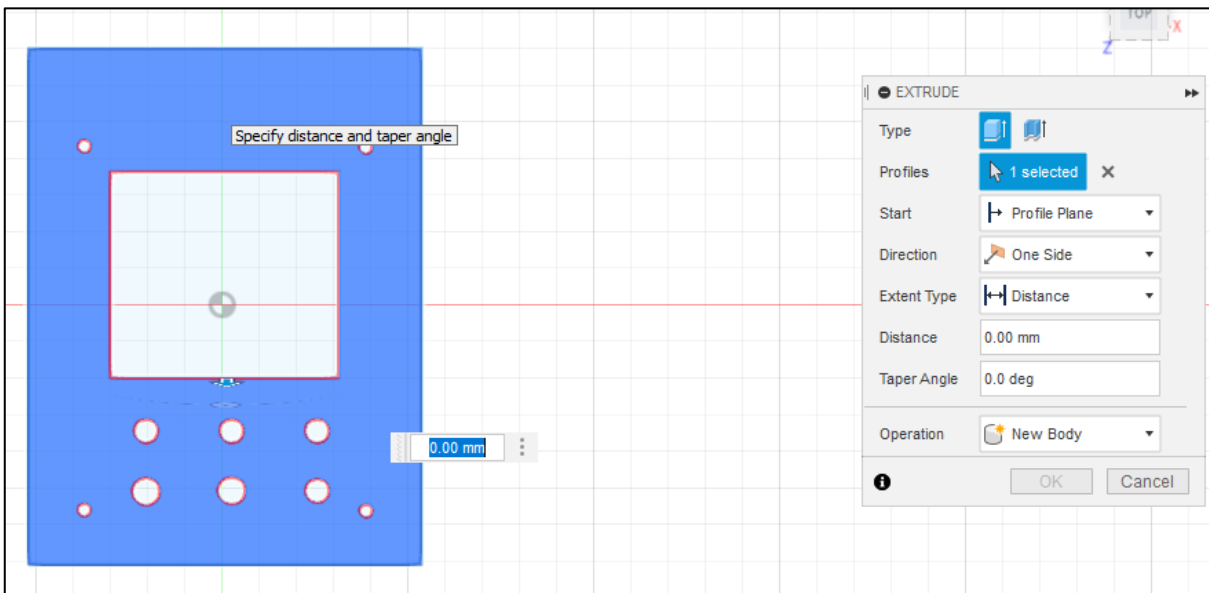 TOP
X
Z
EXTRUDE
Specify distance and taper angle
Type
Profiles 1 selected
Start Profile Plane
Direction One Side
Extent Type Distance
Distance 0.00 mm
Taper Angle 0.0 deg
Operation New Body
0.00 mm
OK Cancel